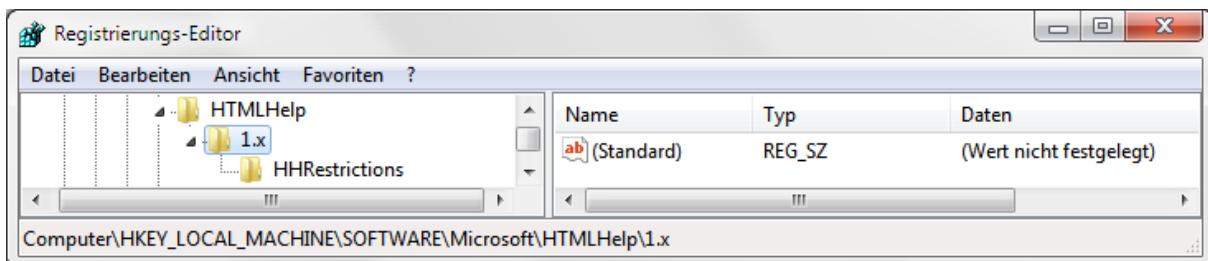 Registrierungs-Editor
Datei Bearbeiten Ansicht Favoriten ?
HTMLHelp
1.x
HHRestrictions
Name Typ Daten
ab (Standard) REG_SZ (Wert nicht festgelegt)
Computer\HKEY_LOCAL_MACHINE\SOFTWARE\Microsoft\HTMLHelp\1.x